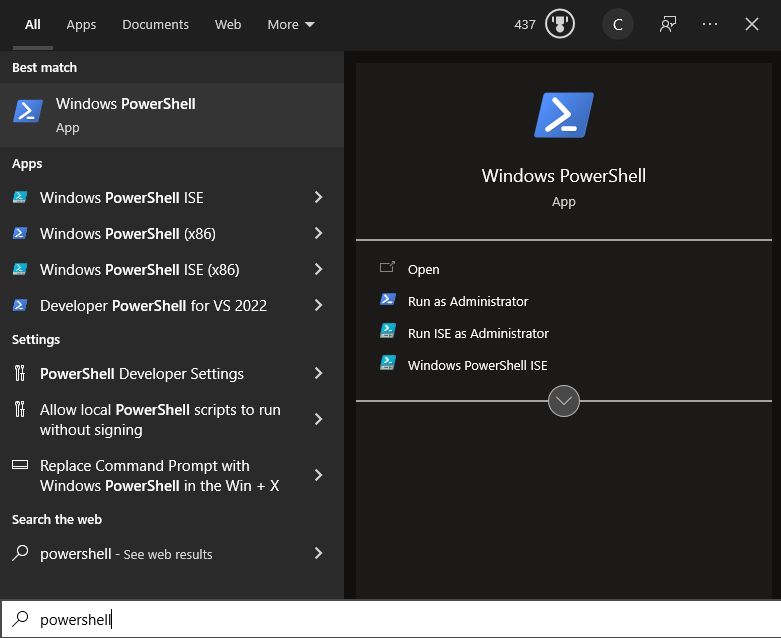 All Apps Documents Web More 437 C
Best match
Windows PowerShell
App
Apps
Windows PowerShell ISE
Windows PowerShell (x86)
Windows PowerShell ISE (x86)
Developer PowerShell for VS 2022
Settings
PowerShell Developer Settings
Allow local PowerShell scripts to run
without signing
Replace Command Prompt with
Windows PowerShell in the Win + X
Search the web
powershell - See web results
Windows PowerShell
App
Open
Run as Administrator
Run ISE as Administrator
Windows PowerShell ISE
powershell